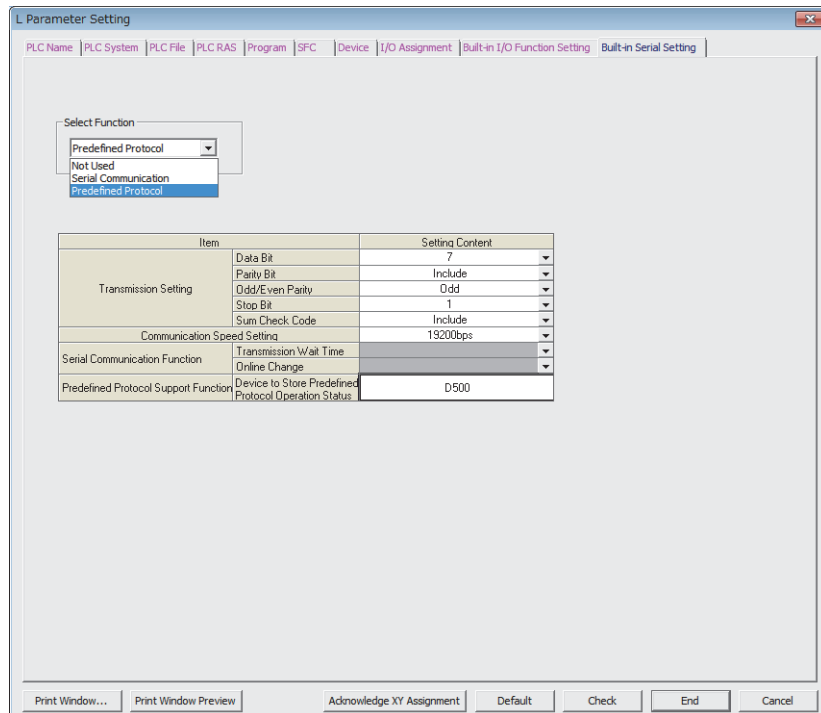 L Parameter Setting
PLC Name PLC System PLC File PLC RAS Program SFC Device I/O Assignment Built-in I/O Function Setting Built-in Serial Setting
Select Function
Predefined Protocol
Not Used
Serial Communication
Predefined Protocol
Item Setting Content
Transmission Setting
Data Bit 7
Parity Bit Include
Odd/Even Parity Odd
Stop Bit 1
Sum Check Code Include
Communication Speed Setting 19200bps
Serial Communication Function
Transmission Wait Time
Online Change
Predefined Protocol Support Function
Device to Store Predefined
Protocol Operation Status
D500
Print Window... Print Window Preview Acknowledge XY Assignment Default Check End Cancel